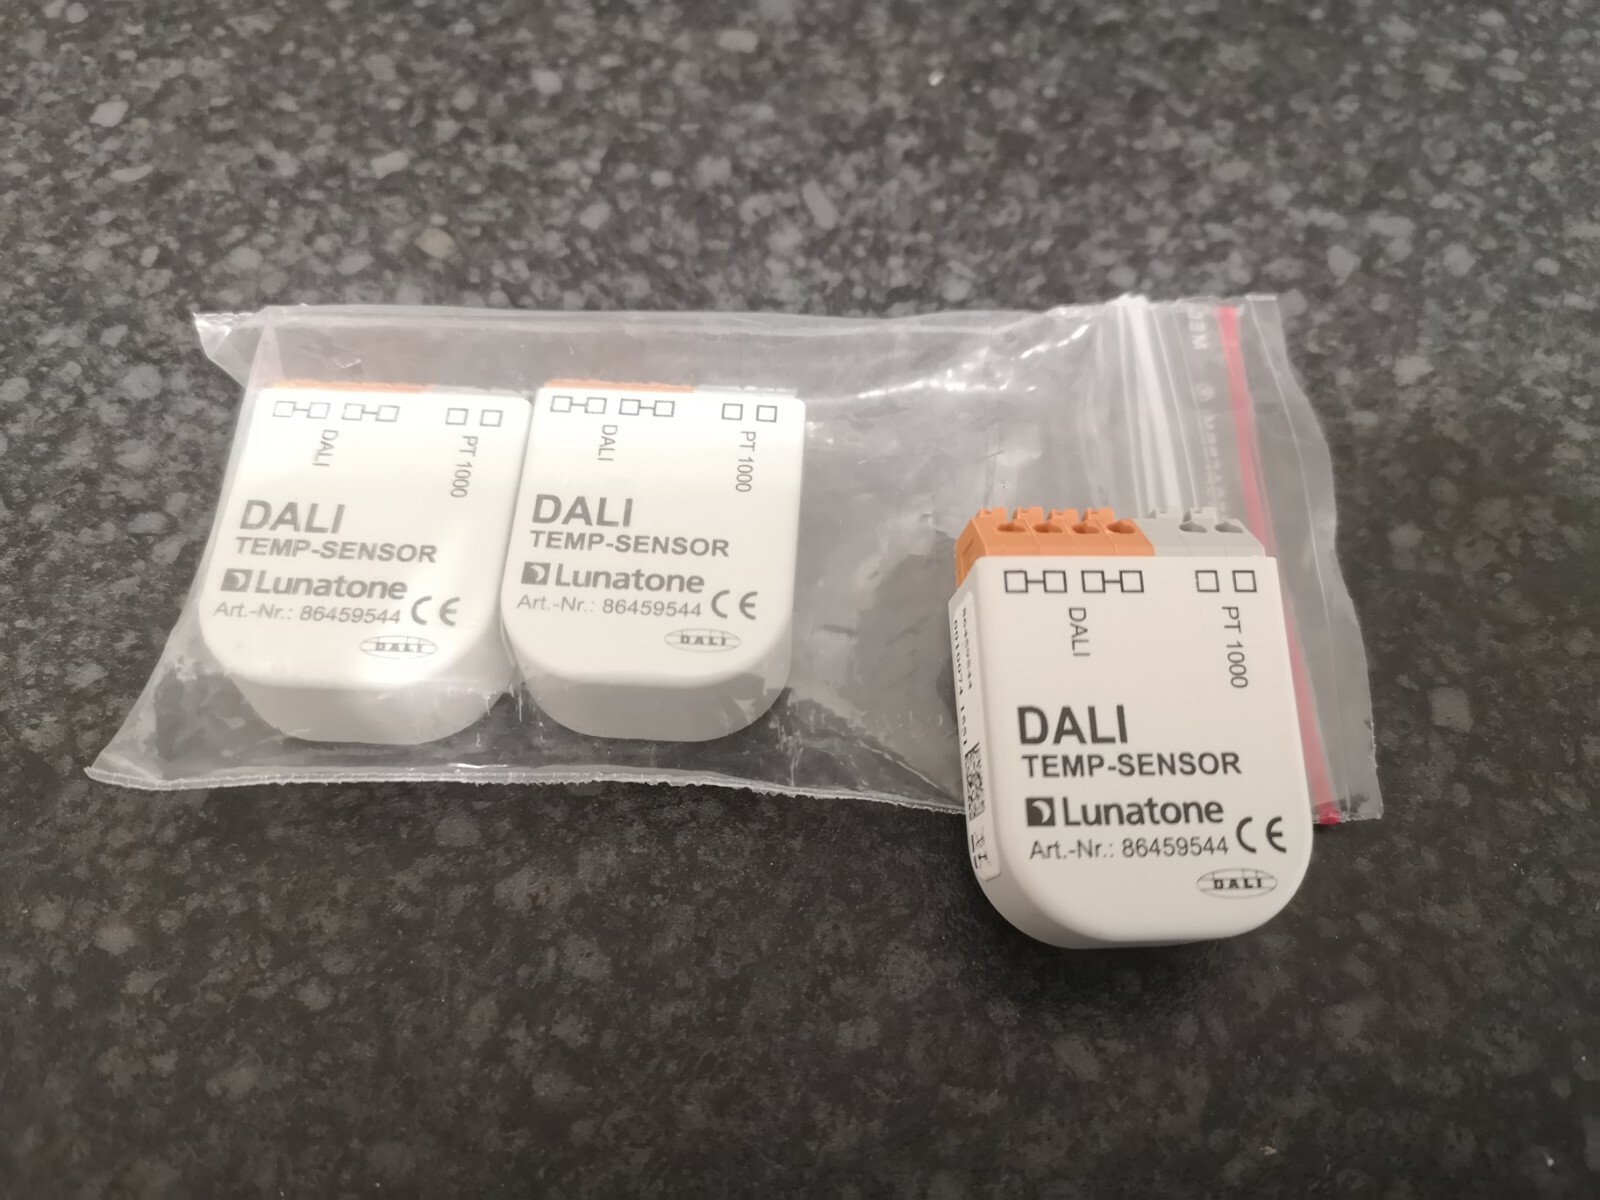 DALI
PT 1000
DALI
TEMP-SENSOR
Lunatone
Art.-Nr.: 86459544 CE
DALI
DALI
PT 1000
DALI
TEMP-SENSOR
Lunatone
Art.-Nr.: 86459544 CE
DALI
DALI
PT 1000
DALI
TEMP-SENSOR
Lunatone
Art.-Nr.: 86459544 CE
DALI
86459544